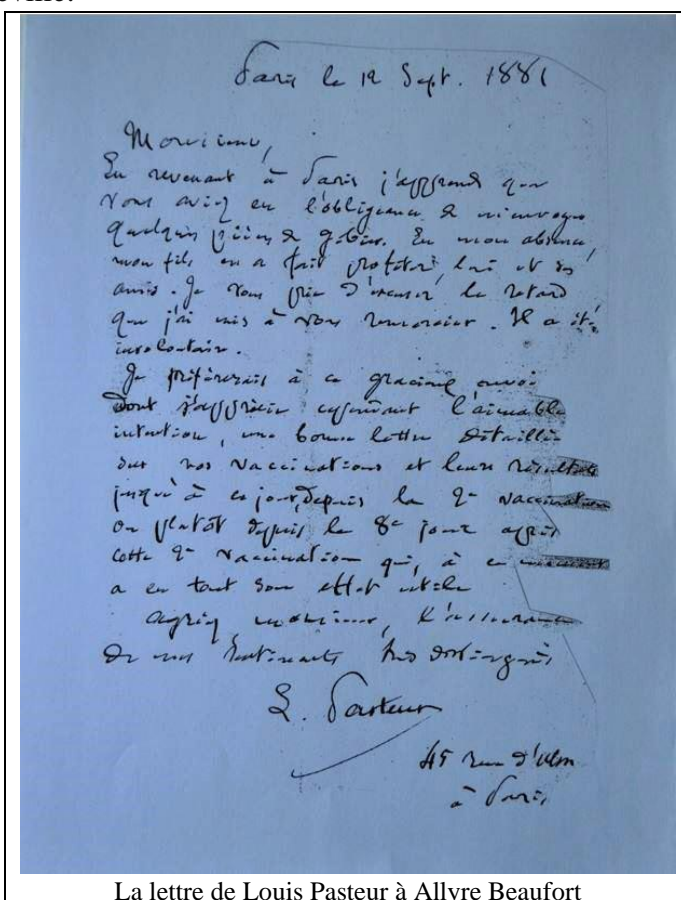 Paris le 12 Sept. 1881
Monsieur,
En revenant à Paris j'apprends que
vous aviez eu l'obligeance de m'envoyer
quelques pièces de gibier. En mon absence,
mon fils en a fait profiter, lui et ses
amis. Je vous prie d'excuser le retard
que j'ai mis à vous remercier. Il a été
involontaire.
Je préfèrerais à ce gracieux envoi
dont j'apprécie cependant l'aimable
intention, une bonne lettre détaillée
sur vos vaccinations et leurs résultats
jusqu'à ce jour, depuis la 2e vaccination
ou plutôt depuis le 8e jour après
cette 2e vaccination qui, à ce moment
a eu tout son effet utile
agréez monsieur, l'assurance
de mes sentiments très distingués
L. Pasteur
45 rue d'Ulm
à Paris
La lettre de Louis Pasteur à Allyre Beaufort